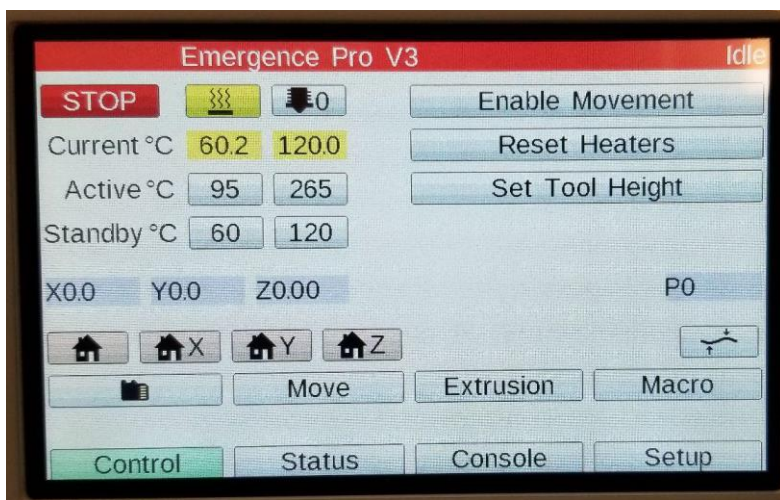 Emergence Pro V3 Idle
STOP 0 Enable Movement
Current °C 60.2 120.0 Reset Heaters
Active °C 95 265 Set Tool Height
Standby °C 60 120
X0.0 Y0.0 Z0.00 P0
X Y Z
Move Extrusion Macro
Control Status Console Setup